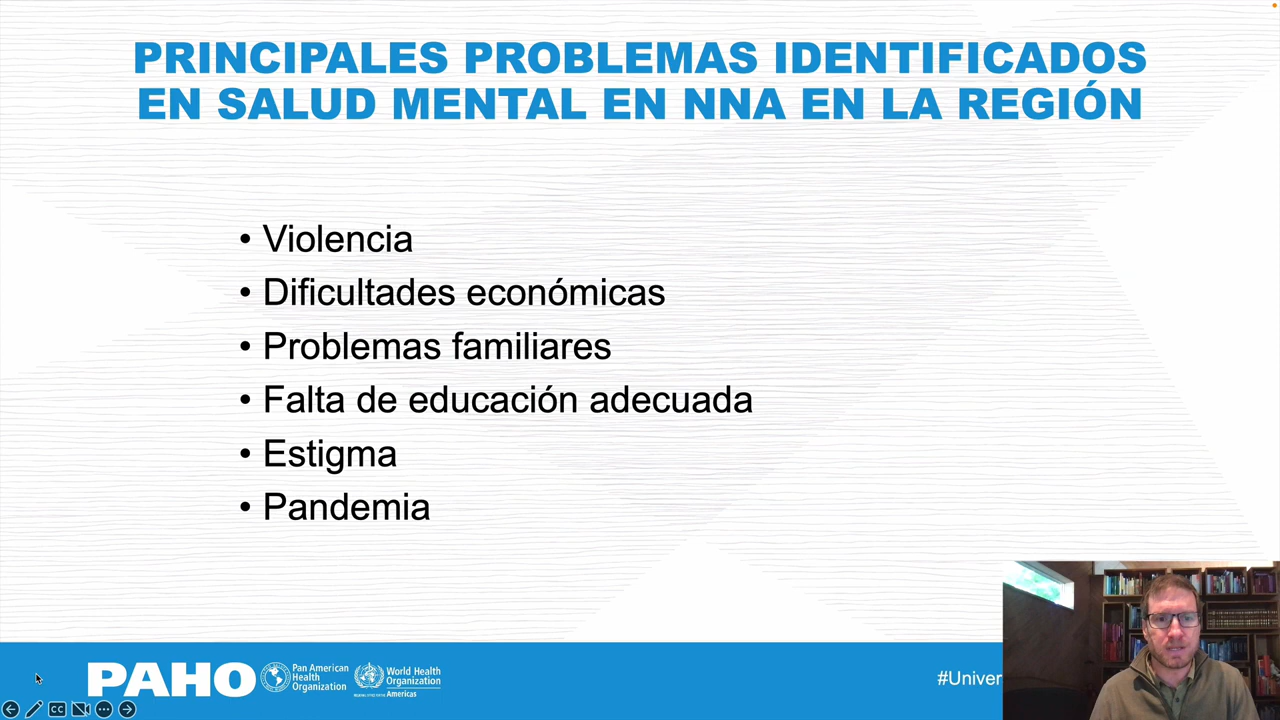 PRINCIPALES PROBLEMAS IDENTIFICADOS
EN SALUD MENTAL EN NNA EN LA REGIÓN
• Violencia
• Dificultades económicas
• Problemas familiares
• Falta de educación adecuada
• Estigma
• Pandemia
PAHO
Pan American
Health
Organization
World Health
Organization
Americas
#Univer
CC